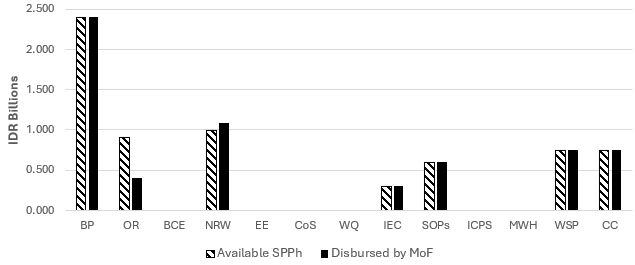 2.500
2.000
1.500
1.000
0.500
0.000
IDR Billions
BP OR BCE NRW EE CoS WQ IEC SOPs ICPS MWH WSP CC
Available SPPh Disbursed by MoF